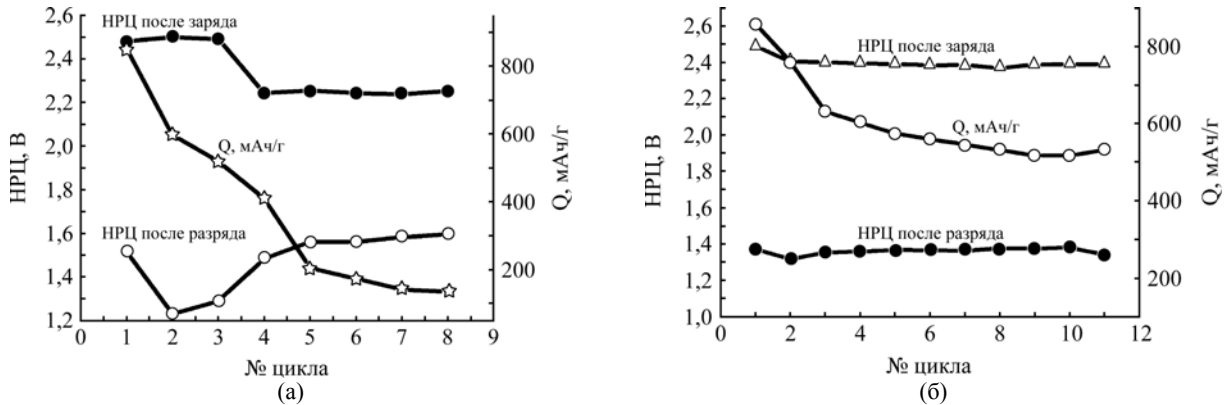 НРЦ после заряда
Q, мАч/г
НРЦ после разряда
2,6
2,4
2,2
2,0
1,8
1,6
1,4
1,2
НРЦ, В
800
600
400
200
Q, мАч/г
0 1 2 3 4 5 6 7 8 9
№ цикла
(а)
НРЦ после заряда
Q, мАч/г
НРЦ после разряда
2,6
2,4
2,2
2,0
1,8
1,6
1,4
1,2
1,0
НРЦ, В
800
600
400
200
Q, мАч/г
0 2 4 6 8 10 12
№ цикла
(б)